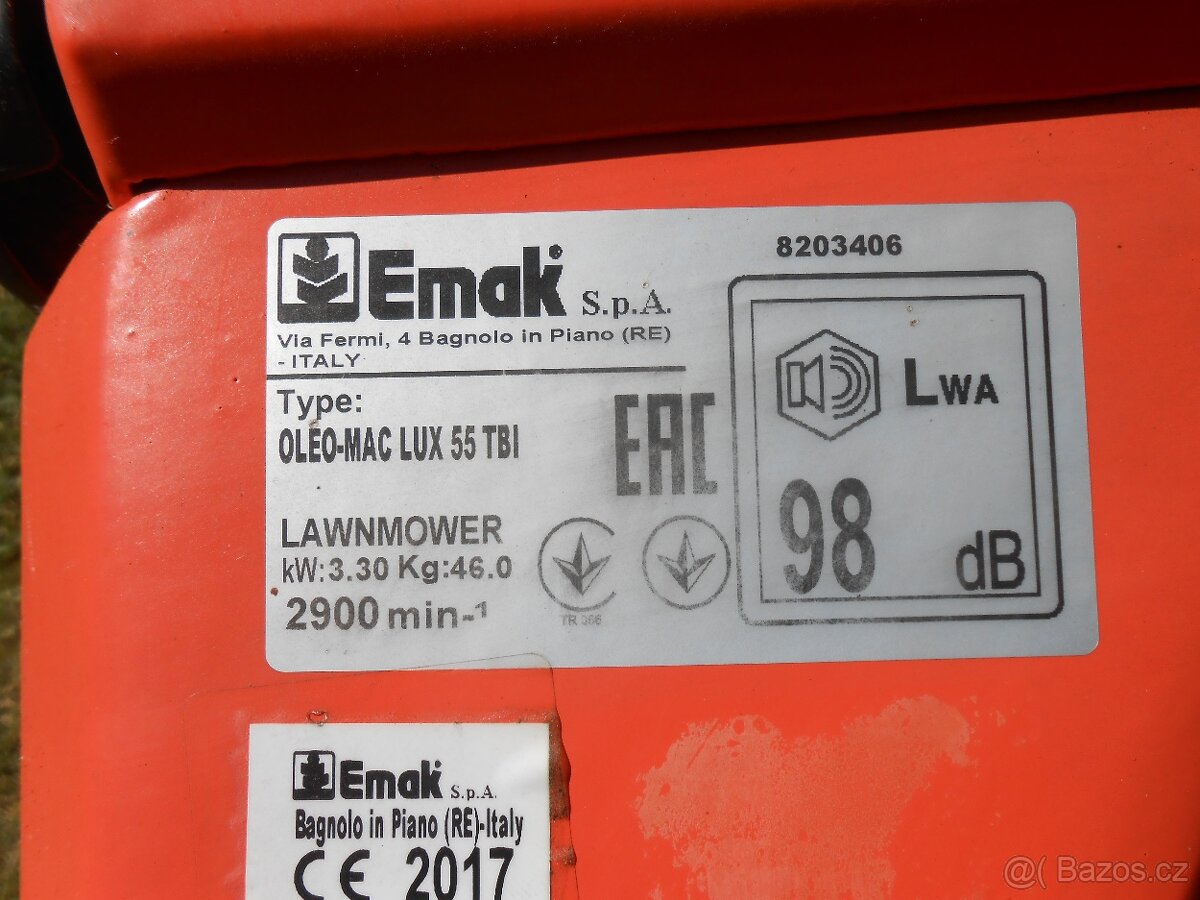 Emak S.p.A.
Via Fermi, 4 Bagnolo in Piano (RE)
- ITALY
Type:
OLEO-MAC LUX 55 TBI
LAWNMOWER
kW:3.30 Kg:46.0
2900 min-¹
EAC
TR 066
8203406
LWA
98
dB
Emak S.p.A.
Bagnolo in Piano (RE)-Italy
CE 2017
@( Bazos.cz